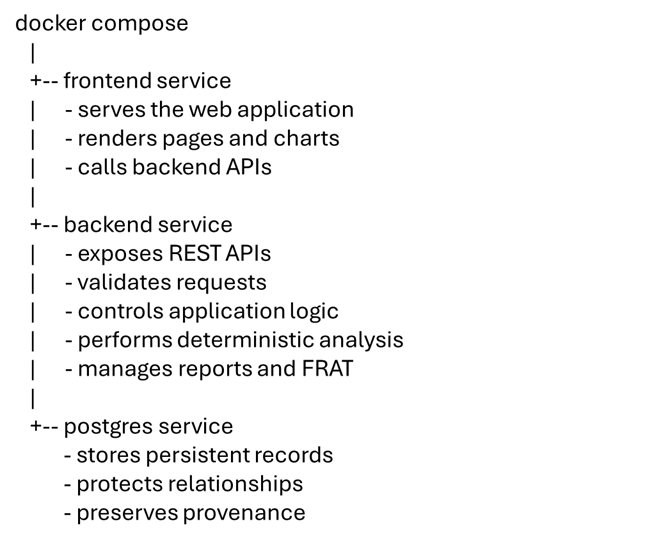 docker compose
|
+-- frontend service
| - serves the web application
| - renders pages and charts
| - calls backend APIs
|
+-- backend service
| - exposes REST APIs
| - validates requests
| - controls application logic
| - performs deterministic analysis
| - manages reports and FRAT
|
+-- postgres service
- stores persistent records
- protects relationships
- preserves provenance